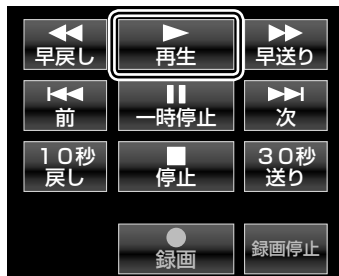 早戻し 再生 早送り
前 一時停止 次
10秒 停止 30秒
戻し 送り
録画 録画停止